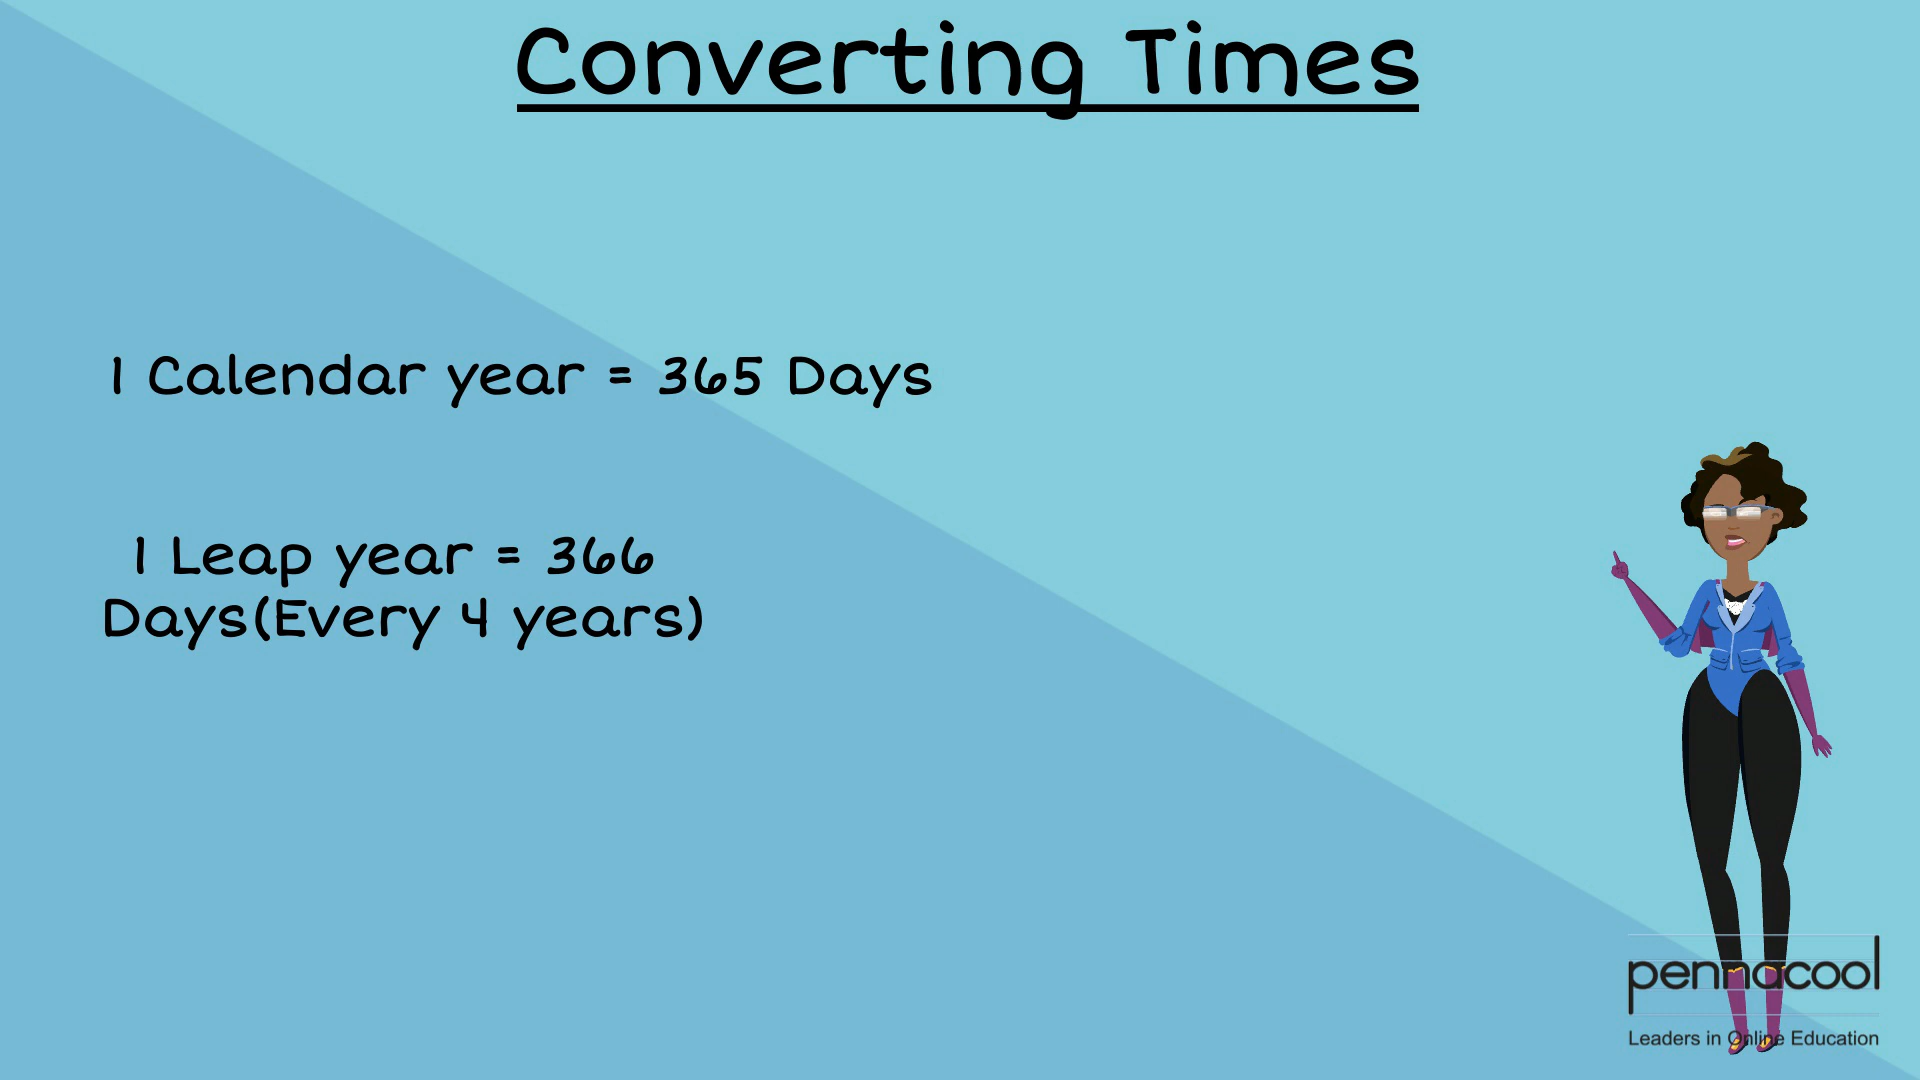 Converting Times
1 Calendar year = 365 Days
1 Leap year = 366
Days(Every 4 years)
pennacool
Leaders in Online Education